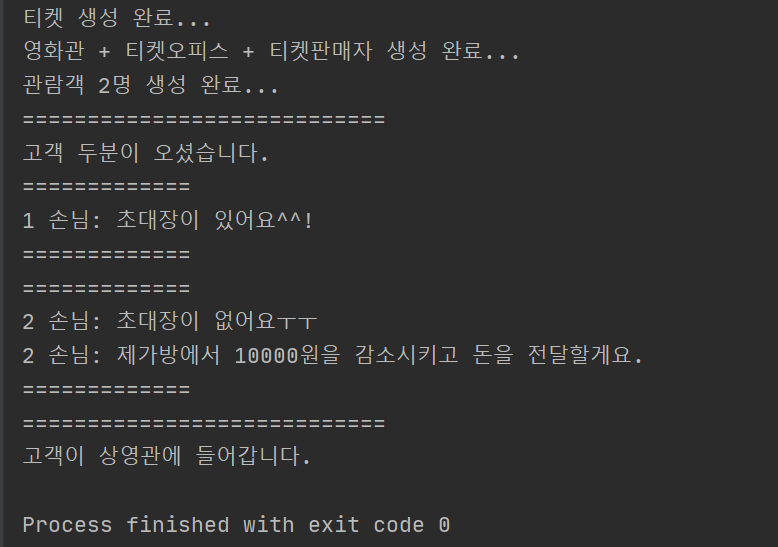 티켓 생성 완료...
영화관 + 티켓오피스 + 티켓판매자 생성 완료...
관람객 2명 생성 완료...
============================
고객 두분이 오셨습니다.
=============
1 손님: 초대장이 있어요^^!
=============
=============
2 손님: 초대장이 없어요ㅜㅜ
2 손님: 제가방에서 10000원을 감소시키고 돈을 전달할게요.
=============
============================
고객이 상영관에 들어갑니다.
Process finished with exit code 0